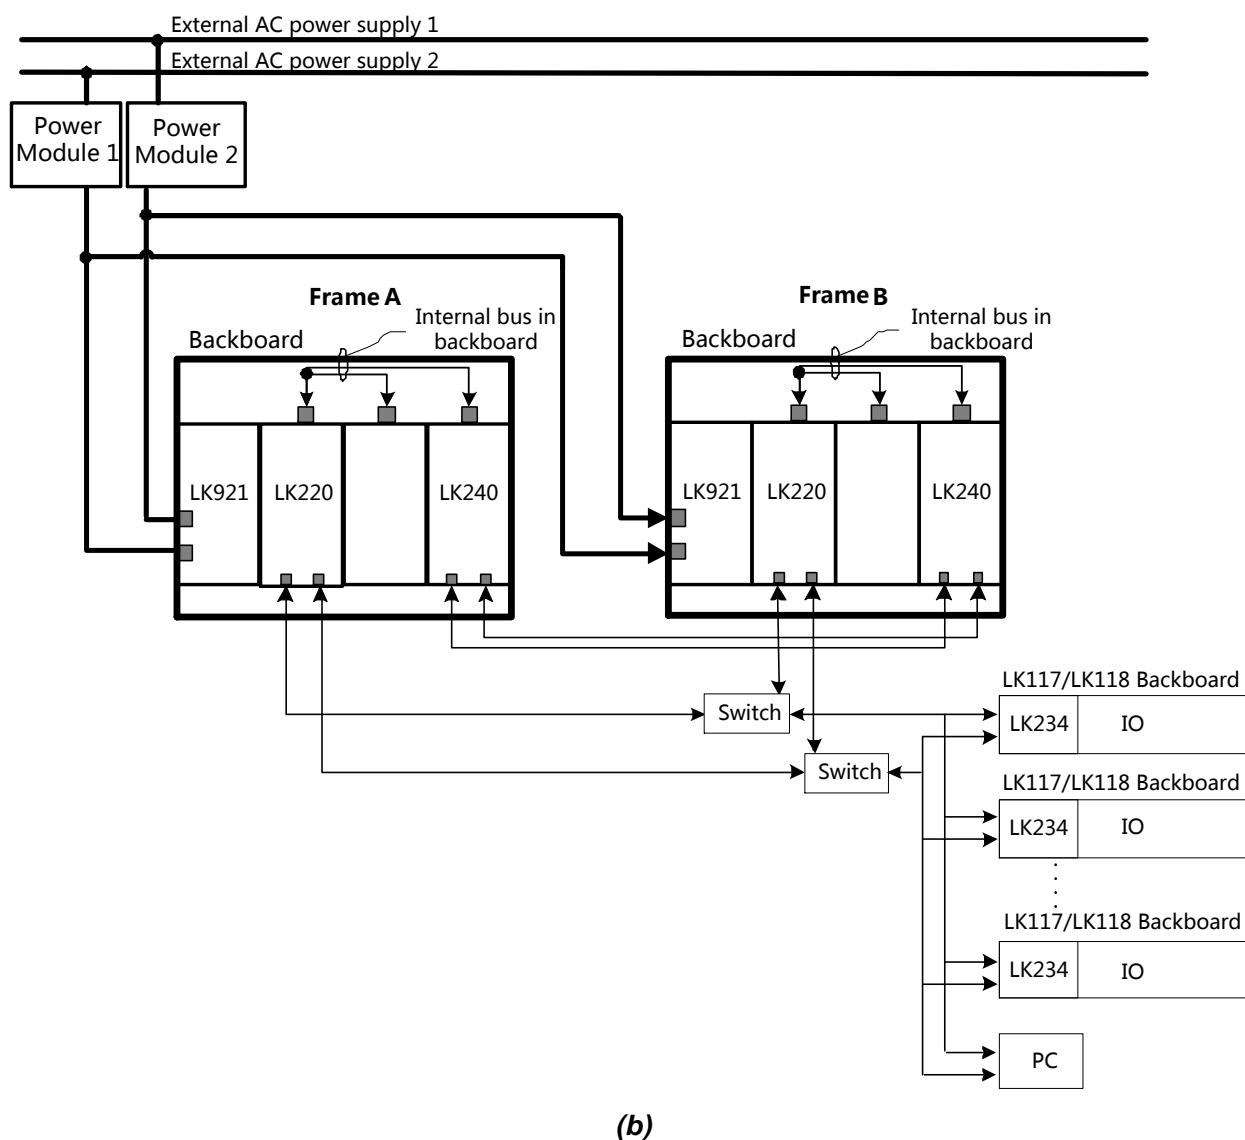 External AC power supply 1
External AC power supply 2
Power
Module 1
Power
Module 2
Frame A
Internal bus in
backboard
Backboard
LK921
LK220
LK240
Frame B
Internal bus in
backboard
Backboard
LK921
LK220
LK240
Switch
Switch
LK117/LK118 Backboard
LK234
IO
LK117/LK118 Backboard
LK234
IO
LK117/LK118 Backboard
LK234
IO
PC
(b)